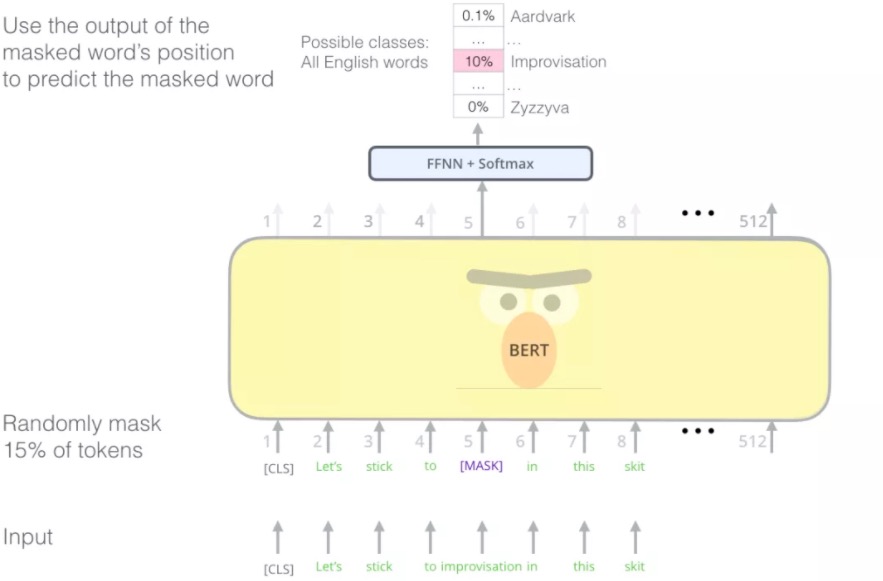 Use the output of the
masked word's position
to predict the masked word
Possible classes:
All English words
0.1% Aardvark
... ...
10% Improvisation
... ...
0% Zyzzyva
FFNN + Softmax
1 2 3 4 5 6 7 8 ••• 512
BERT
Randomly mask
15% of tokens
1 2 3 4 5 6 7 8 ••• 512
[CLS] Let's stick to [MASK] in this skit
Input
[CLS] Let's stick to improvisation in this skit